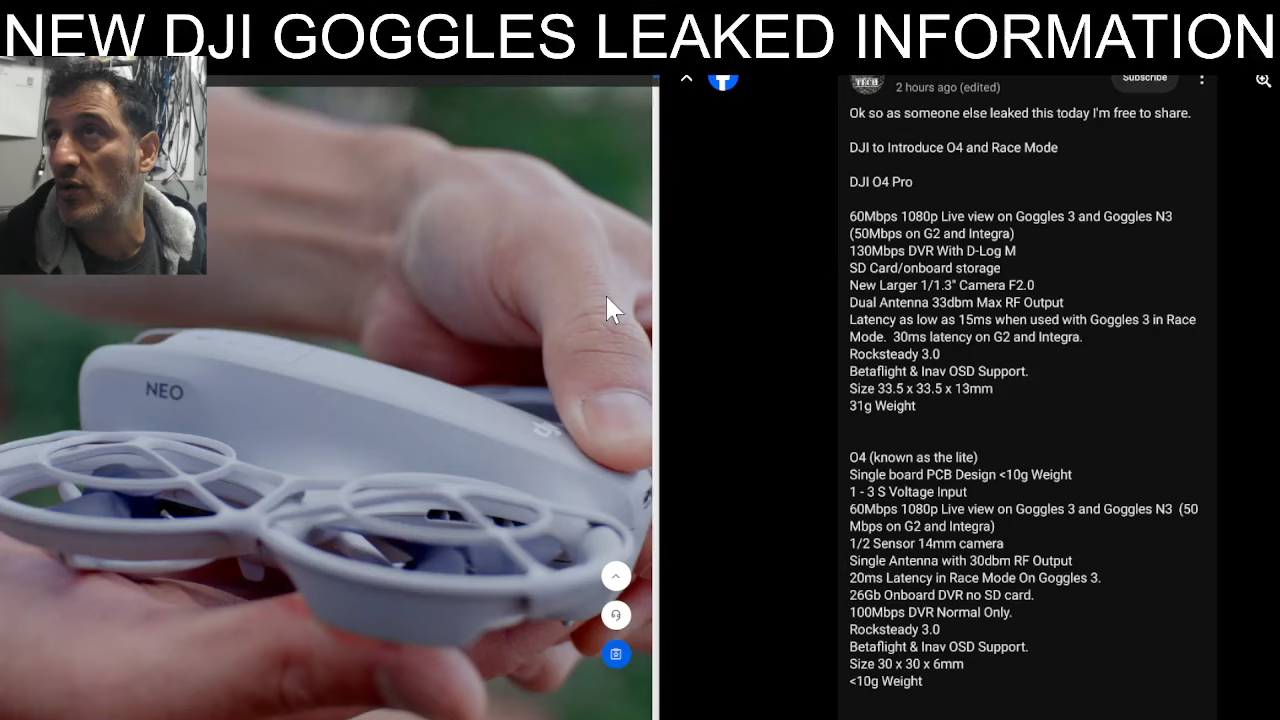 NEW DJI GOGGLES LEAKED INFORMATION
TECH
Subscribe
2 hours ago (edited)
Ok so as someone else leaked this today I'm free to share.
DJI to Introduce O4 and Race Mode
DJI O4 Pro
60Mbps 1080p Live view on Goggles 3 and Goggles N3
(50Mbps on G2 and Integra)
130Mbps DVR With D-Log M
SD Card/onboard storage
New Larger 1/1.3" Camera F2.0
Dual Antenna 33dbm Max RF Output
Latency as low as 15ms when used with Goggles 3 in Race
Mode. 30ms latency on G2 and Integra.
Rocksteady 3.0
Betaflight & Inav OSD Support.
Size 33.5 x 33.5 x 13mm
31g Weight
O4 (known as the lite)
Single board PCB Design <10g Weight
1 - 3 S Voltage Input
60Mbps 1080p Live view on Goggles 3 and Goggles N3 (50
Mbps on G2 and Integra)
1/2 Sensor 14mm camera
Single Antenna with 30dbm RF Output
20ms Latency in Race Mode On Goggles 3.
26Gb Onboard DVR no SD card.
100Mbps DVR Normal Only.
Rocksteady 3.0
Betaflight & Inav OSD Support.
Size 30 x 30 x 6mm
<10g Weight
NEO
dji